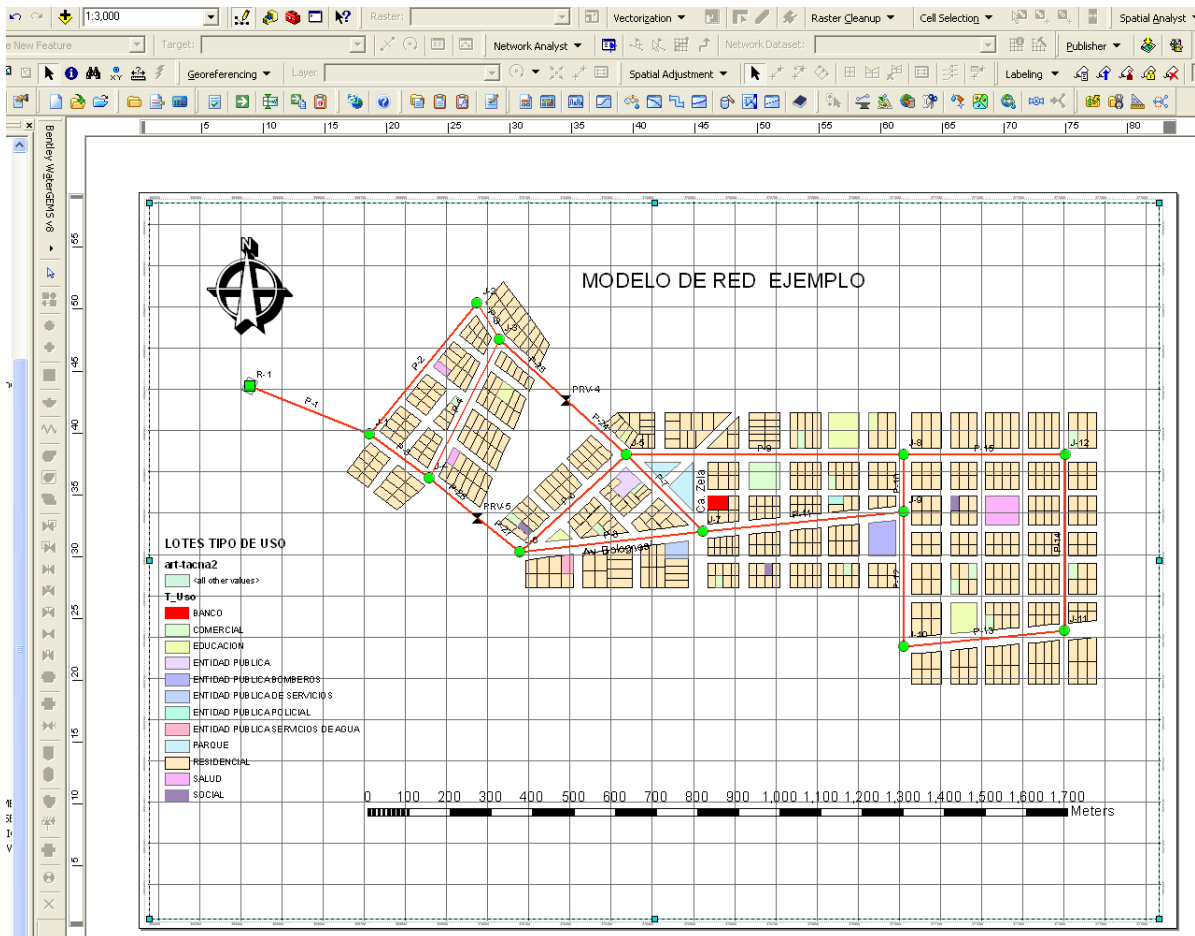 1:3,000
Raster:
Vectorization
Raster Cleanup
Cell Selection
Spatial Analyst
e New Feature
Target:
Network Analyst
Network Dataset:
Publisher
Georeferencing
Layer:
Spatial Adjustment
Labeling
5 10 15 20 25 30 35 40 45 50 55 60 65 70 75 80
Bentley WaterGEMS v8
55
50
45
40
35
30
25
20
15
10
5
N
MODELO DE RED EJEMPLO
J-2
J-3
P-2
P-25
R-1
PRV-4
P-1
P-4
P-24
J-1
J-5
J-8
J-12
P-9
P-15
J-4
P-7
P-10
Ca. Zela
PRV-5
J-9
P-27
J-7
P-11
J-6
P-8
Av. Bolognesi
P-14
P-12
LOTES TIPO DE USO
art-tacna2
<all other values>
T_Uso
BANCO
COMERCIAL
EDUCACION
ENTIDAD PUBLICA
ENTIDAD PUBLICA BOMBEROS
ENTIDAD PUBLICA DE SERVICIOS
ENTIDAD PUBLICA POLICIAL
ENTIDAD PUBLICA SERVICIOS DE AGUA
PARQUE
RESIDENCIAL
SALUD
SOCIAL
J-11
J-10
P-13
0 100 200 300 400 500 600 700 800 900 1,000 1,100 1,200 1,300 1,400 1,500 1,600 1,700
Meters